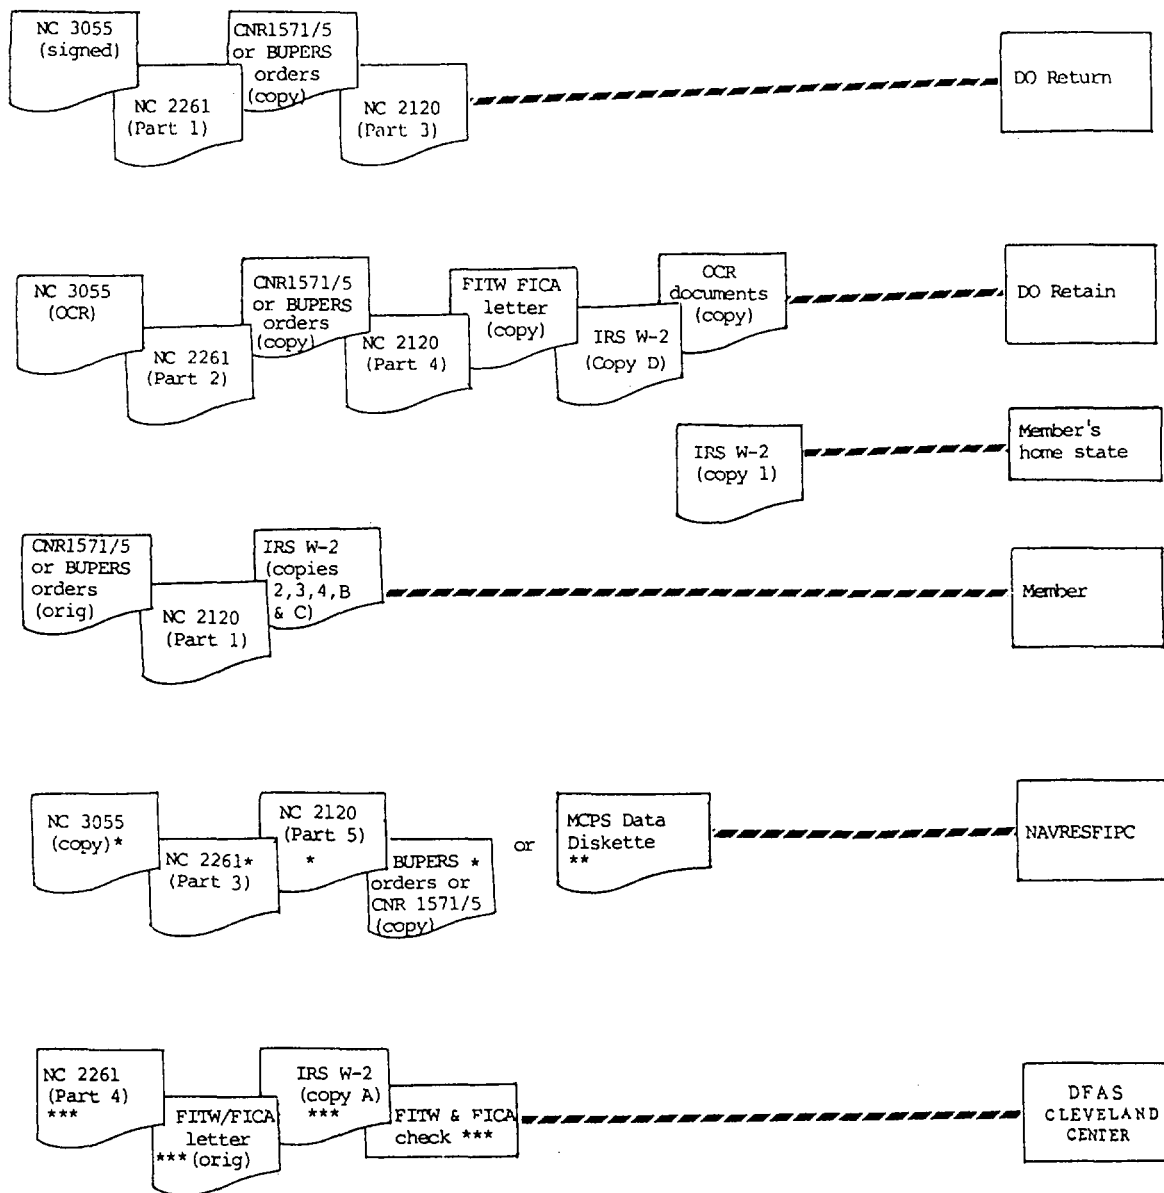 NC 3055
(signed)
NC 2261
(Part 1)
CNR1571/5
or BUPERS
orders
(copy)
NC 2120
(Part 3)
DO Return
NC 3055
(OCR)
NC 2261
(Part 2)
CNR1571/5
or BUPERS
orders
(copy)
NC 2120
(Part 4)
FITW FICA
letter
(copy)
IRS W-2
(Copy D)
OCR
documents
(copy)
DO Retain
IRS W-2
(copy 1)
Member's
home state
CNR1571/5
or BUPERS
orders
(orig)
NC 2120
(Part 1)
IRS W-2
(copies
2,3,4,B
& C)
Member
NC 3055
(copy)*
NC 2261*
(Part 3)
NC 2120
(Part 5)
*
BUPERS *
orders or
CNR 1571/5
(copy)
or
MCPS Data
Diskette
**
NAVRESFIPC
NC 2261
(Part 4)
***
FITW/FICA
letter
***(orig)
IRS W-2
(copy A)
***
FITW & FICA
check ***
DFAS
CLEVELAND
CENTER